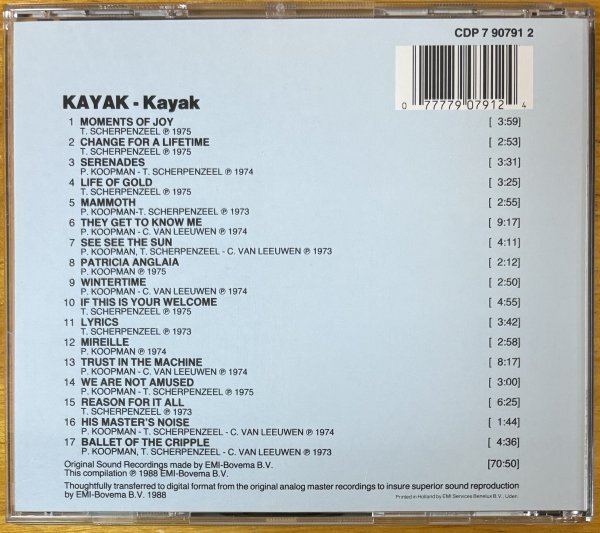 CDP 7 90791 2
0 77779 07912 4
KAYAK - Kayak
1 MOMENTS OF JOY [ 3:59]
T. SCHERPENZEEL ℗ 1975
2 CHANGE FOR A LIFETIME [ 2:53]
T. SCHERPENZEEL ℗ 1975
3 SERENADES [ 3:31]
P. KOOPMAN - T. SCHERPENZEEL ℗ 1974
4 LIFE OF GOLD [ 3:25]
T. SCHERPENZEEL ℗ 1975
5 MAMMOTH [ 2:55]
P. KOOPMAN-T. SCHERPENZEEL ℗ 1973
6 THEY GET TO KNOW ME [ 9:17]
P. KOOPMAN - C. VAN LEEUWEN ℗ 1974
7 SEE SEE THE SUN [ 4:11]
P. KOOPMAN, T. SCHERPENZEEL - C. VAN LEEUWEN ℗ 1973
8 PATRICIA ANGLAIA [ 2:12]
P. KOOPMAN ℗ 1975
9 WINTERTIME [ 2:50]
P. KOOPMAN - C. VAN LEEUWEN ℗ 1974
10 IF THIS IS YOUR WELCOME [ 4:55]
T. SCHERPENZEEL ℗ 1975
11 LYRICS [ 3:42]
T. SCHERPENZEEL ℗ 1973
12 MIREILLE [ 2:58]
P. KOOPMAN ℗ 1974
13 TRUST IN THE MACHINE [ 8:17]
P. KOOPMAN - C. VAN LEEUWEN ℗ 1974
14 WE ARE NOT AMUSED [ 3:00]
P. KOOPMAN - T. SCHERPENZEEL ℗ 1975
15 REASON FOR IT ALL [ 6:25]
T. SCHERPENZEEL ℗ 1973
16 HIS MASTER'S NOISE [ 1:44]
P. KOOPMAN - T. SCHERPENZEEL - C. VAN LEEUWEN ℗ 1974
17 BALLET OF THE CRIPPLE [ 4:36]
P. KOOPMAN, T. SCHERPENZEEL - C. VAN LEEUWEN ℗ 1973
Original Sound Recordings made by EMI-Bovema B.V. [70:50]
This compilation ℗ 1988 EMI-Bovema B.V.
Thoughtfully transferred to digital format from the original analog master recordings to insure superior sound reproduction
by EMI-Bovema B.V. 1988
Printed in Holland by EMI Services Benelux B.V., Uden.